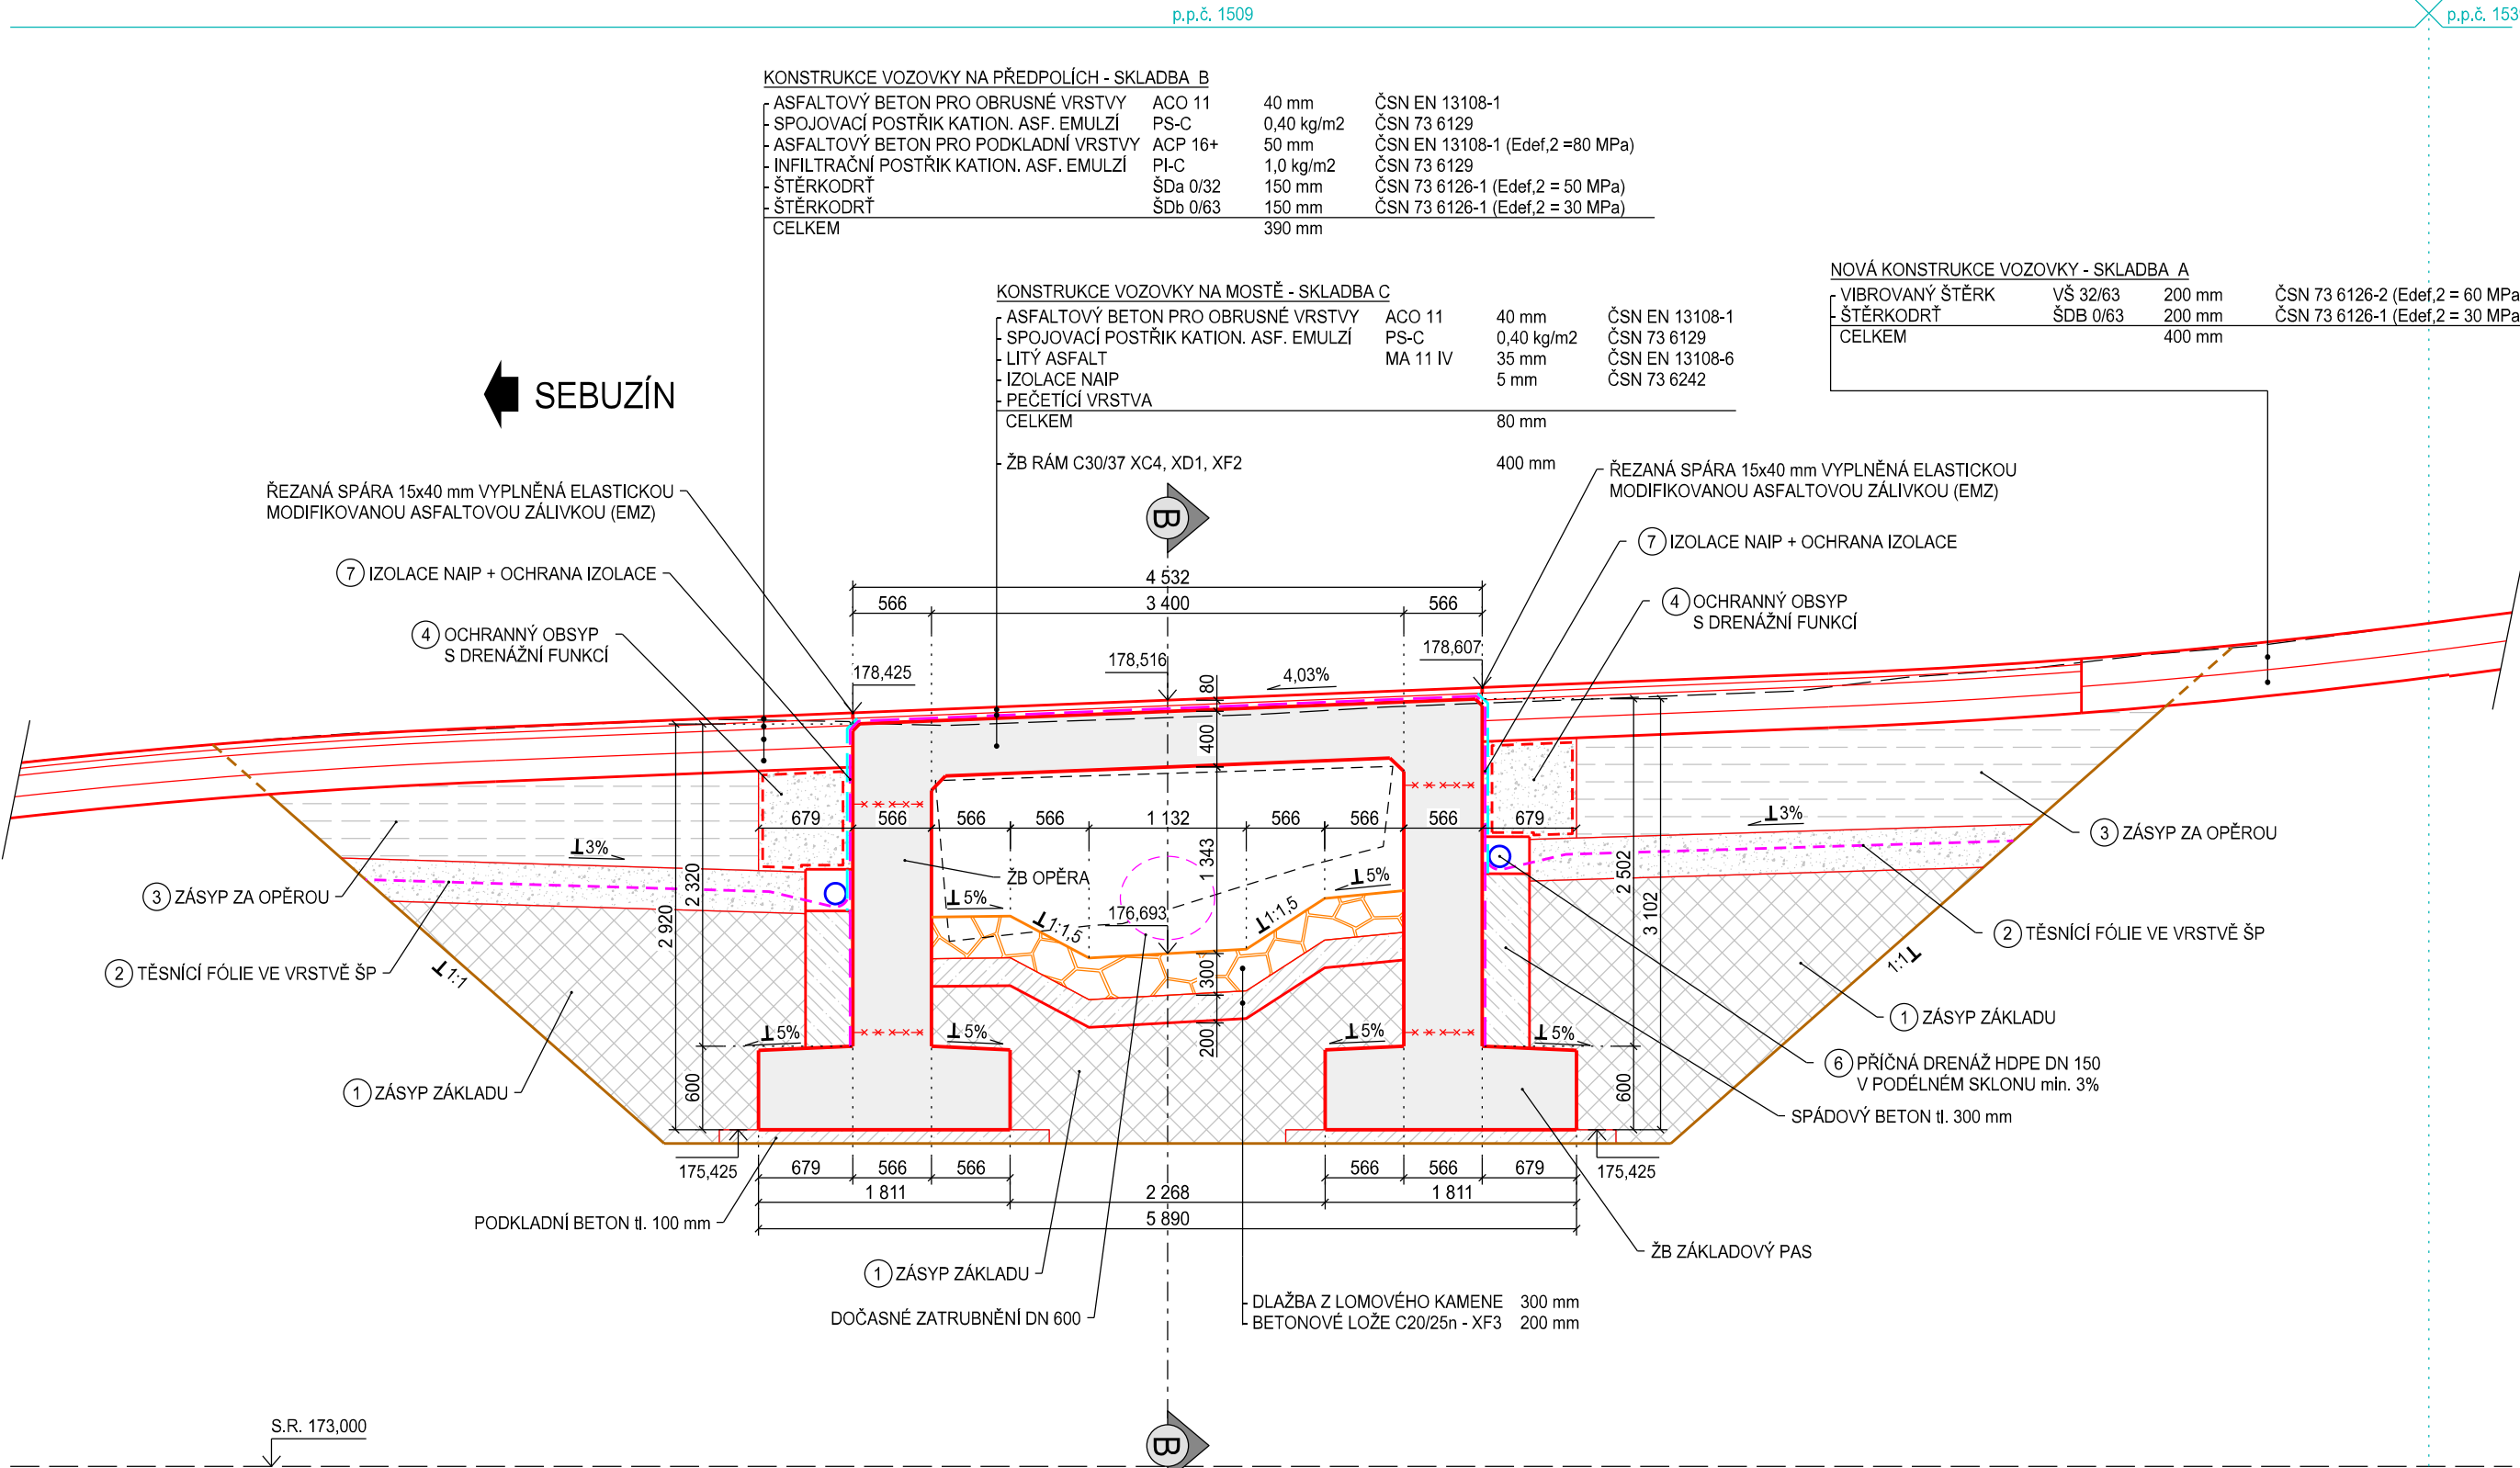 p.p.č. 1509
p.p.č. 153
KONSTRUKCE VOZOVKY NA PŘEDPOLÍCH - SKLADBA B
ASFALTOVÝ BETON PRO OBRUSNÉ VRSTVY ACO 11 40 mm ČSN EN 13108-1
SPOJOVACÍ POSTŘIK KATION. ASF. EMULZÍ PS-C 0,40 kg/m2 ČSN 73 6129
ASFALTOVÝ BETON PRO PODKLADNÍ VRSTVY ACP 16+ 50 mm ČSN EN 13108-1 (Edef,2 =80 MPa)
INFILTRAČNÍ POSTŘIK KATION. ASF. EMULZÍ PI-C 1,0 kg/m2 ČSN 73 6129
ŠTĚRKODRŤ ŠDa 0/32 150 mm ČSN 73 6126-1 (Edef,2 = 50 MPa)
ŠTĚRKODRŤ ŠDb 0/63 150 mm ČSN 73 6126-1 (Edef,2 = 30 MPa)
CELKEM 390 mm
NOVÁ KONSTRUKCE VOZOVKY - SKLADBA A
VIBROVANÝ ŠTĚRK VŠ 32/63 200 mm ČSN 73 6126-2 (Edef,2 = 60 MPa
ŠTĚRKODRŤ ŠDB 0/63 200 mm ČSN 73 6126-1 (Edef,2 = 30 MPa
CELKEM 400 mm
KONSTRUKCE VOZOVKY NA MOSTĚ - SKLADBA C
ASFALTOVÝ BETON PRO OBRUSNÉ VRSTVY ACO 11 40 mm ČSN EN 13108-1
SPOJOVACÍ POSTŘIK KATION. ASF. EMULZÍ PS-C 0,40 kg/m2 ČSN 73 6129
LITÝ ASFALT MA 11 IV 35 mm ČSN EN 13108-6
IZOLACE NAIP 5 mm ČSN 73 6242
PEČETÍCÍ VRSTVA
CELKEM 80 mm
ŽB RÁM C30/37 XC4, XD1, XF2 400 mm
SEBUZÍN
ŘEZANÁ SPÁRA 15x40 mm VYPLNĚNÁ ELASTICKOU
MODIFIKOVANOU ASFALTOVOU ZÁLIVKOU (EMZ)
ŘEZANÁ SPÁRA 15x40 mm VYPLNĚNÁ ELASTICKOU
MODIFIKOVANOU ASFALTOVOU ZÁLIVKOU (EMZ)
B
7 IZOLACE NAIP + OCHRANA IZOLACE
7 IZOLACE NAIP + OCHRANA IZOLACE
4 532
566 3 400 566
4 OCHRANNÝ OBSYP
S DRENÁŽNÍ FUNKCÍ
4 OCHRANNÝ OBSYP
S DRENÁŽNÍ FUNKCÍ
178,425
178,516
178,607
80
4,03%
400
679 566 566 566 1 132 566 566 566 679
3%
3%
3 ZÁSYP ZA OPĚROU
3 ZÁSYP ZA OPĚROU
1 343
ŽB OPĚRA
5%
5%
1:1,5
176,693
1:1,5
2 920
2 320
2 502
3 102
2 TĚSNÍCÍ FÓLIE VE VRSTVĚ ŠP
2 TĚSNÍCÍ FÓLIE VE VRSTVĚ ŠP
1:1
1:1
300
200
5%
5%
5%
5%
1 ZÁSYP ZÁKLADU
1 ZÁSYP ZÁKLADU
600
600
6 PŘÍČNÁ DRENÁŽ HDPE DN 150
V PODÉLNÉM SKLONU min. 3%
SPÁDOVÝ BETON tl. 300 mm
175,425
175,425
679 566 566
566 566 679
1 811 2 268 1 811
5 890
PODKLADNÍ BETON tl. 100 mm
ŽB ZÁKLADOVÝ PAS
1 ZÁSYP ZÁKLADU
DOČASNÉ ZATRUBNĚNÍ DN 600
DLAŽBA Z LOMOVÉHO KAMENE 300 mm
BETONOVÉ LOŽE C20/25n - XF3 200 mm
S.R. 173,000
B